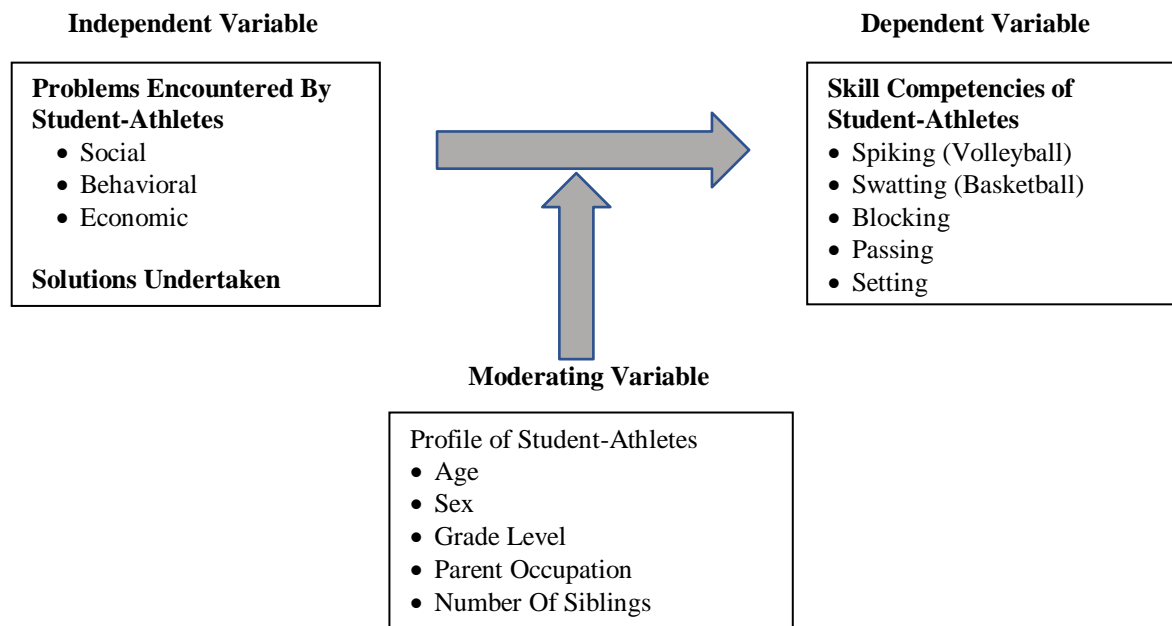 Independent Variable
Problems Encountered By
Student-Athletes
• Social
• Behavioral
• Economic
Solutions Undertaken
Dependent Variable
Skill Competencies of
Student-Athletes
• Spiking (Volleyball)
• Swatting (Basketball)
• Blocking
• Passing
• Setting
Moderating Variable
Profile of Student-Athletes
• Age
• Sex
• Grade Level
• Parent Occupation
• Number Of Siblings